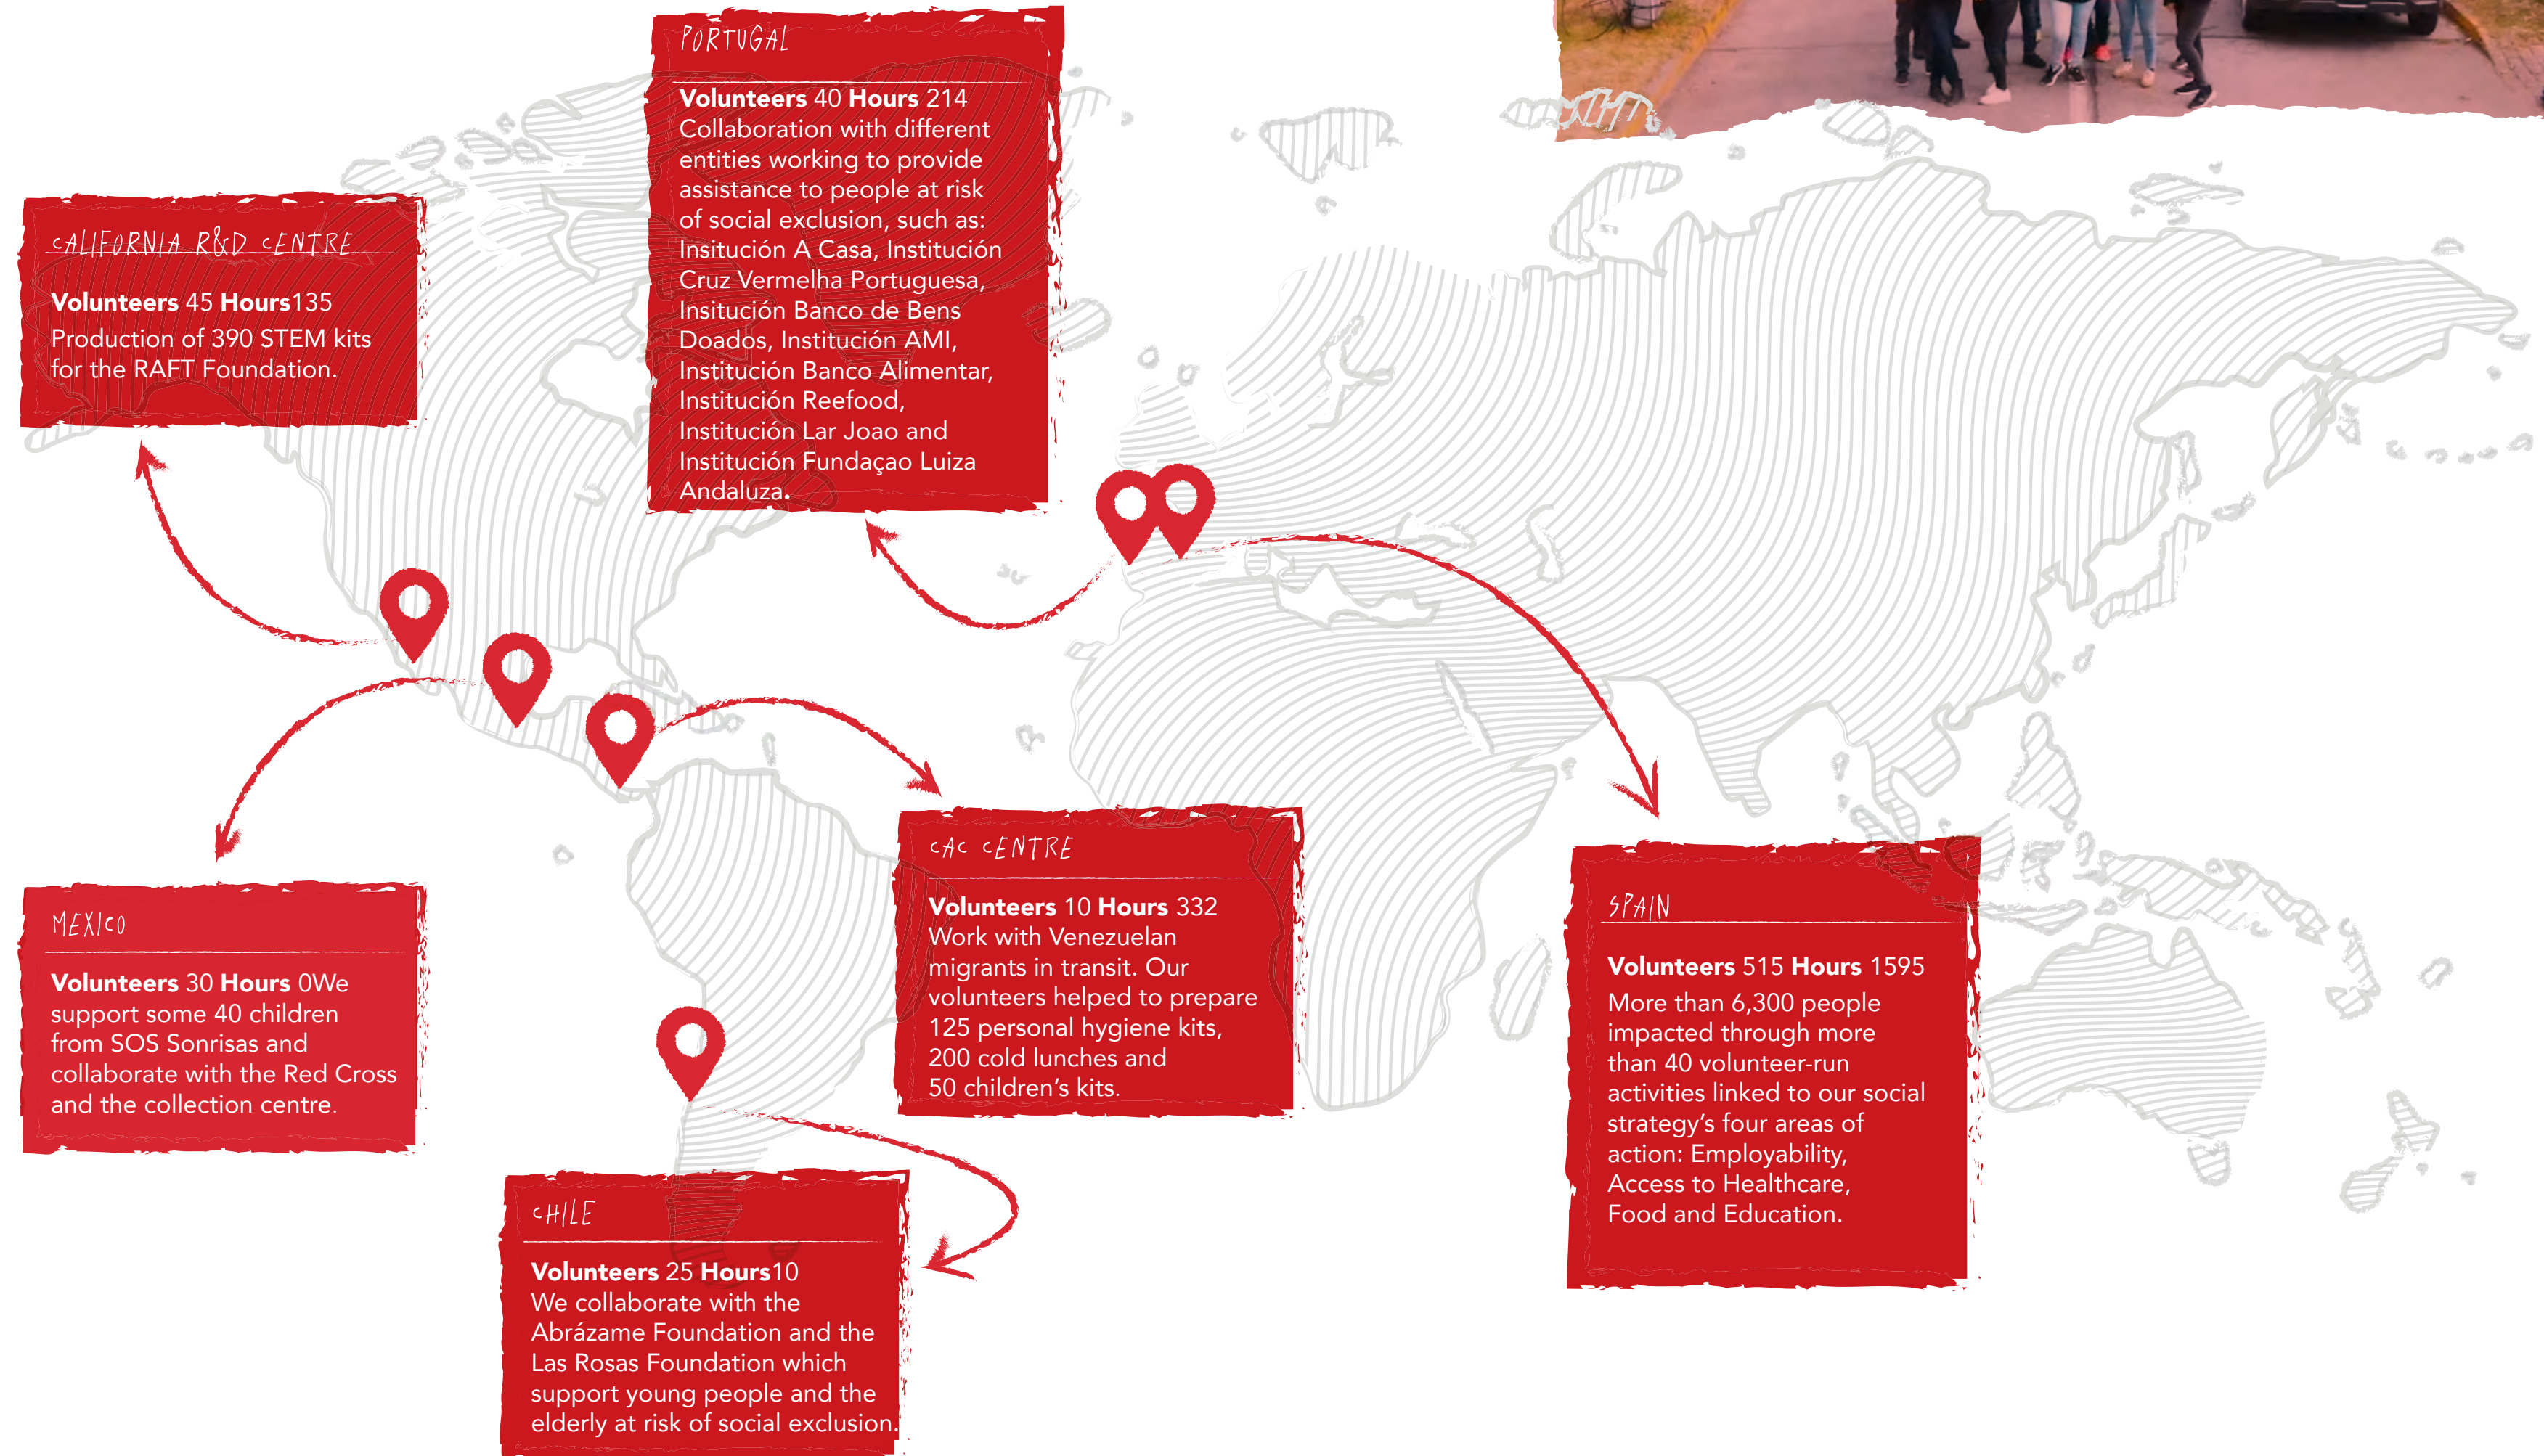 PORTUGAL
Volunteers 40 Hours 214
Collaboration with different
entities working to provide
assistance to people at risk
of social exclusion, such as:
Insitución A Casa, Institución
Cruz Vermelha Portuguesa,
Insitución Banco de Bens
Doados, Institución AMI,
Institución Banco Alimentar,
Institución Reefood,
Institución Lar Joao and
Institución Fundaçao Luiza
Andaluza.
CALIFORNIA R&D CENTRE
Volunteers 45 Hours135
Production of 390 STEM kits
for the RAFT Foundation.
MEXICO
Volunteers 30 Hours 0We
support some 40 children
from SOS Sonrisas and
collaborate with the Red Cross
and the collection centre.
CAC CENTRE
Volunteers 10 Hours 332
Work with Venezuelan
migrants in transit. Our
volunteers helped to prepare
125 personal hygiene kits,
200 cold lunches and
50 children's kits.
SPAIN
Volunteers 515 Hours 1595
More than 6,300 people
impacted through more
than 40 volunteer-run
activities linked to our social
strategy's four areas of
action: Employability,
Access to Healthcare,
Food and Education.
CHILE
Volunteers 25 Hours10
We collaborate with the
Abrázame Foundation and the
Las Rosas Foundation which
support young people and the
elderly at risk of social exclusion.